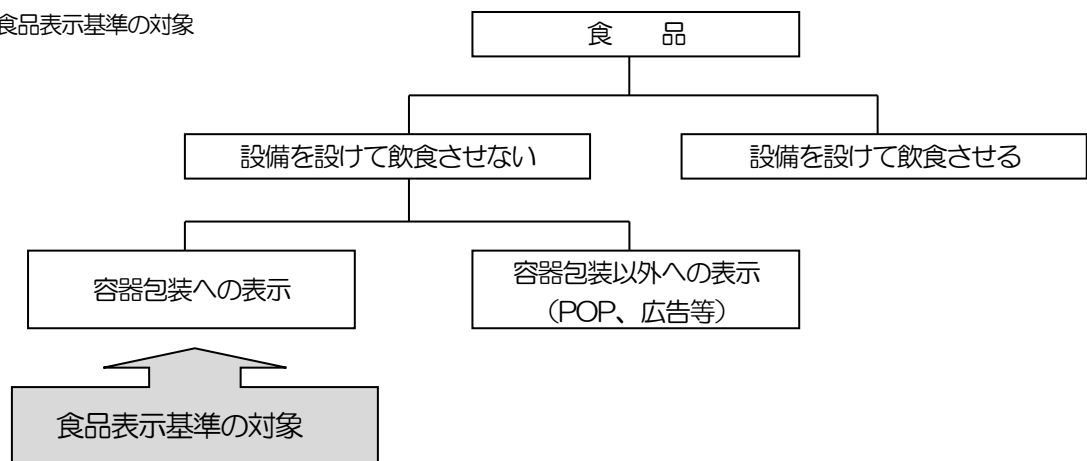 食品表示基準の対象
食　品
設備を設けて飲食させない
設備を設けて飲食させる
容器包装への表示
容器包装以外への表示
（POP、広告等）
食品表示基準の対象